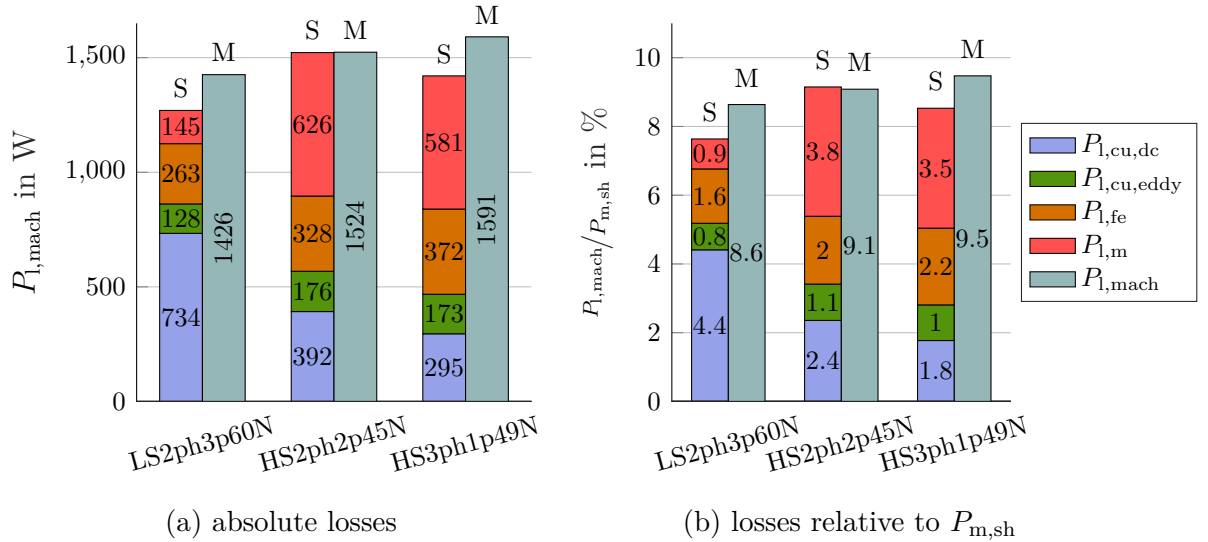 P_l,mach in W
1,500
1,000
500
0
S
M
S
M
S
M
145
263
128
734
1426
626
328
176
392
1524
581
372
173
295
1591
LS2ph3p60N
HS2ph2p45N
HS3ph1p49N
(a) absolute losses
P_l,mach/P_m,sh in %
10
8
6
4
2
0
S
M
S
M
S
M
0.9
1.6
0.8
4.4
8.6
3.8
2
1.1
2.4
9.1
3.5
2.2
1
1.8
9.5
LS2ph3p60N
HS2ph2p45N
HS3ph1p49N
(b) losses relative to P_m,sh
P_l,cu,dc
P_l,cu,eddy
P_l,fe
P_l,m
P_l,mach